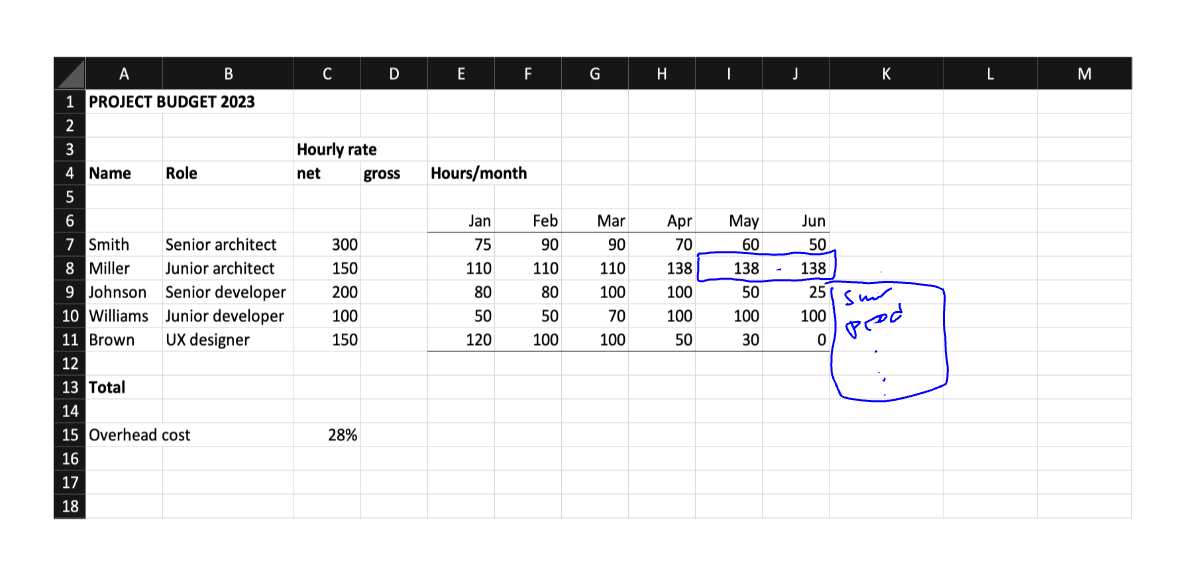 A B C D E F G H I J K L M
1 PROJECT BUDGET 2023
2
3 Hourly rate
4 Name Role net gross Hours/month
5
6 Jan Feb Mar Apr May Jun
7 Smith Senior architect 300 75 90 90 70 60 50
8 Miller Junior architect 150 110 110 110 138 138 - 138
9 Johnson Senior developer 200 80 80 100 100 50 25
10 Williams Junior developer 100 50 50 70 100 100 100 prod
11 Brown UX designer 150 120 100 100 50 30 0
12
13 Total
14
15 Overhead cost 28%
16
17
18